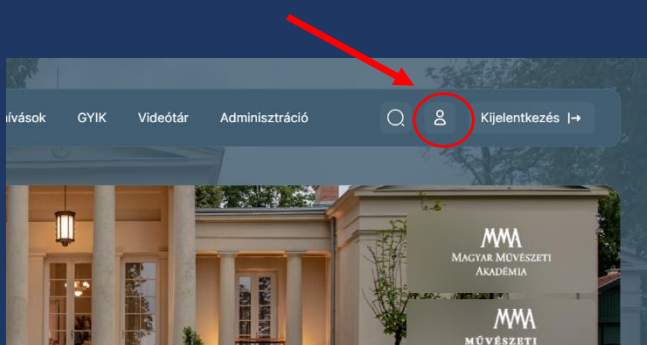 ívások GYIK Videótár Adminisztráció Kijelentkezés
MMA
MAGYAR MŰVÉSZETI
AKADÉMIA
MMA
MŰVÉSZETI